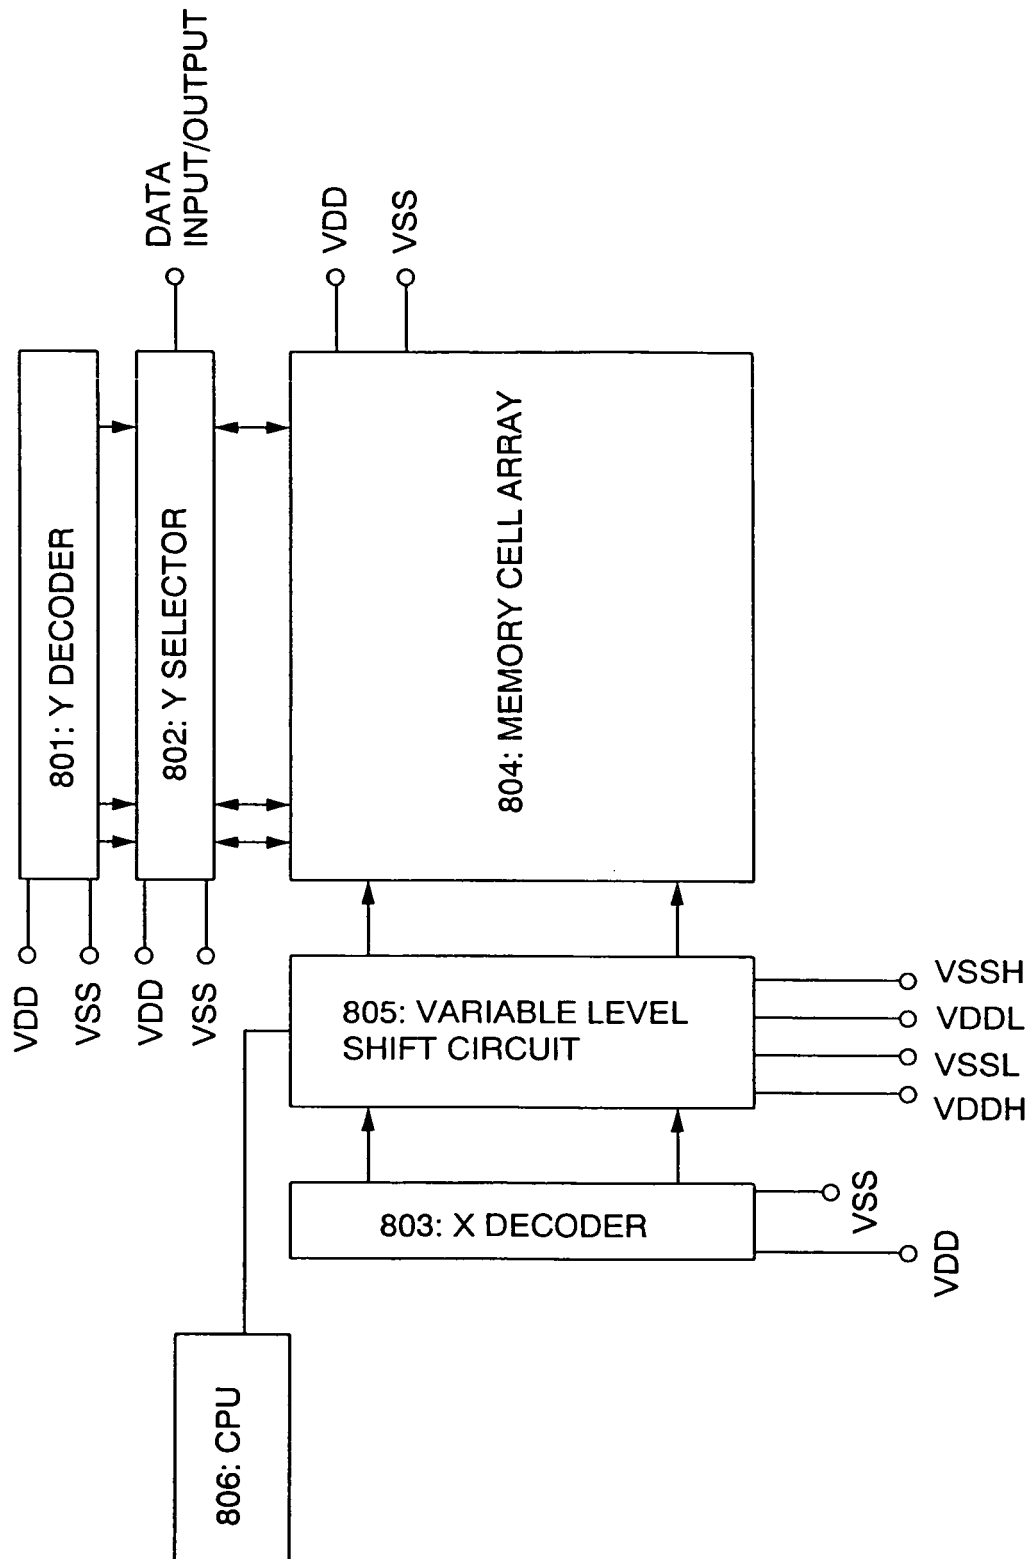 DATA
INPUT/OUTPUT
VDD
VSS
801: Y DECODER
802: Y SELECTOR
804: MEMORY CELL ARRAY
VDD
VSS
VDD
VSS
805: VARIABLE LEVEL
SHIFT CIRCUIT
VSSH
VDDL
VSSL
VDDH
803: X DECODER
VSS
VDD
806: CPU